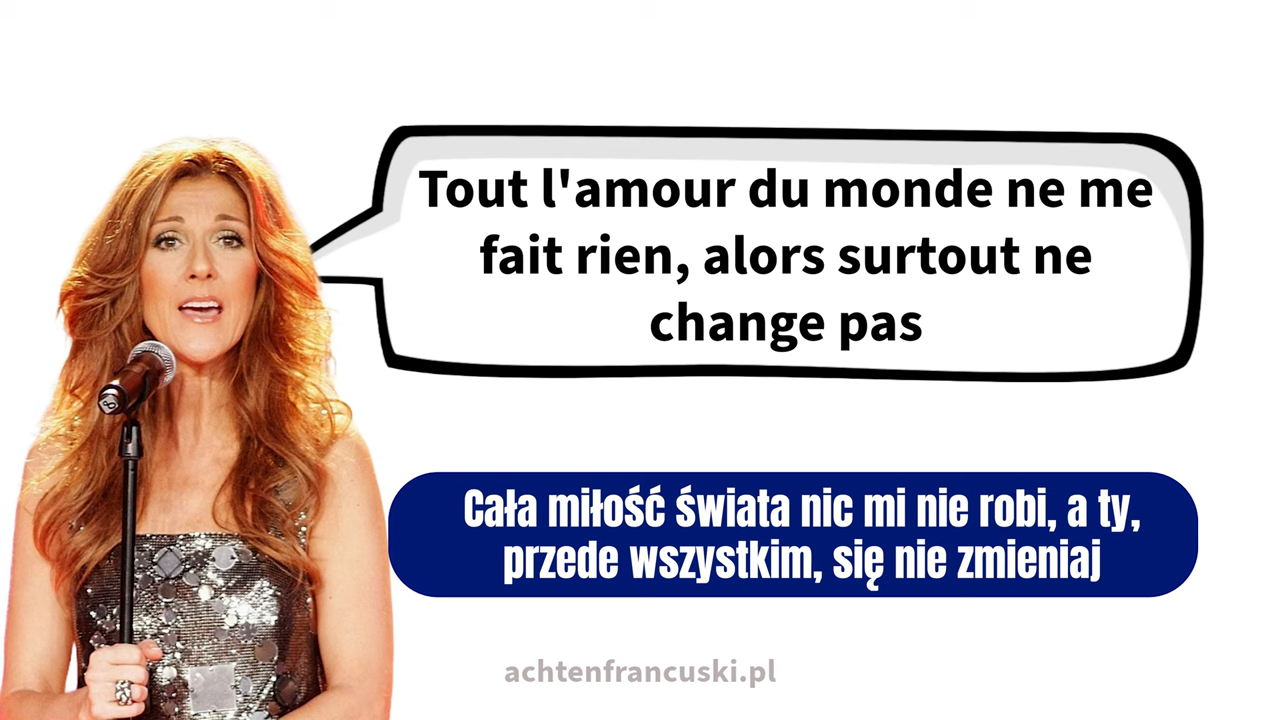 Tout l'amour du monde ne me
fait rien, alors surtout ne
change pas
Cała miłość świata nic mi nie robi, a ty,
przede wszystkim, się nie zmieniaj
achtenfrancuski.pl